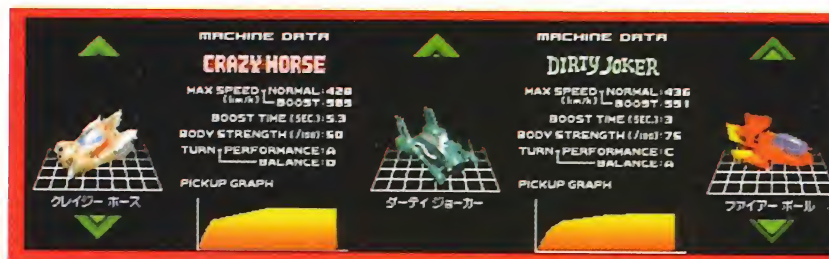 MACHINE DATA
CRAZY HORSE
MAX SPEED NORMAL:428
(km/h) BOOST:585
BOOST TIME (SEC.):5.3
BODY STRENGTH (/100):50
TURN PERFORMANCE:A
BALANCE:D
PICKUP GRAPH
クレイジー ホース
MACHINE DATA
DIRTY JOKER
MAX SPEED NORMAL:436
(km/h) BOOST:551
BOOST TIME (SEC.):3
BODY STRENGTH (/100):75
TURN PERFORMANCE:C
BALANCE:A
PICKUP GRAPH
ダーティ ジョーカー
ファイアー ボール